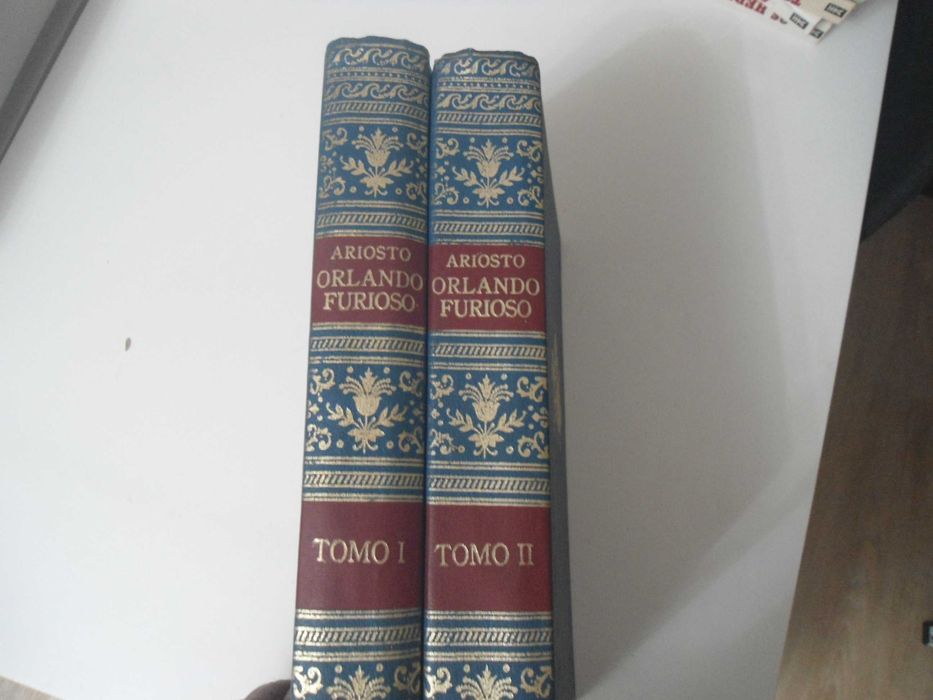 ARIOSTO
ORLANDO
FURIOSO
TOMO I
ARIOSTO
ORLANDO
FURIOSO
TOMO II